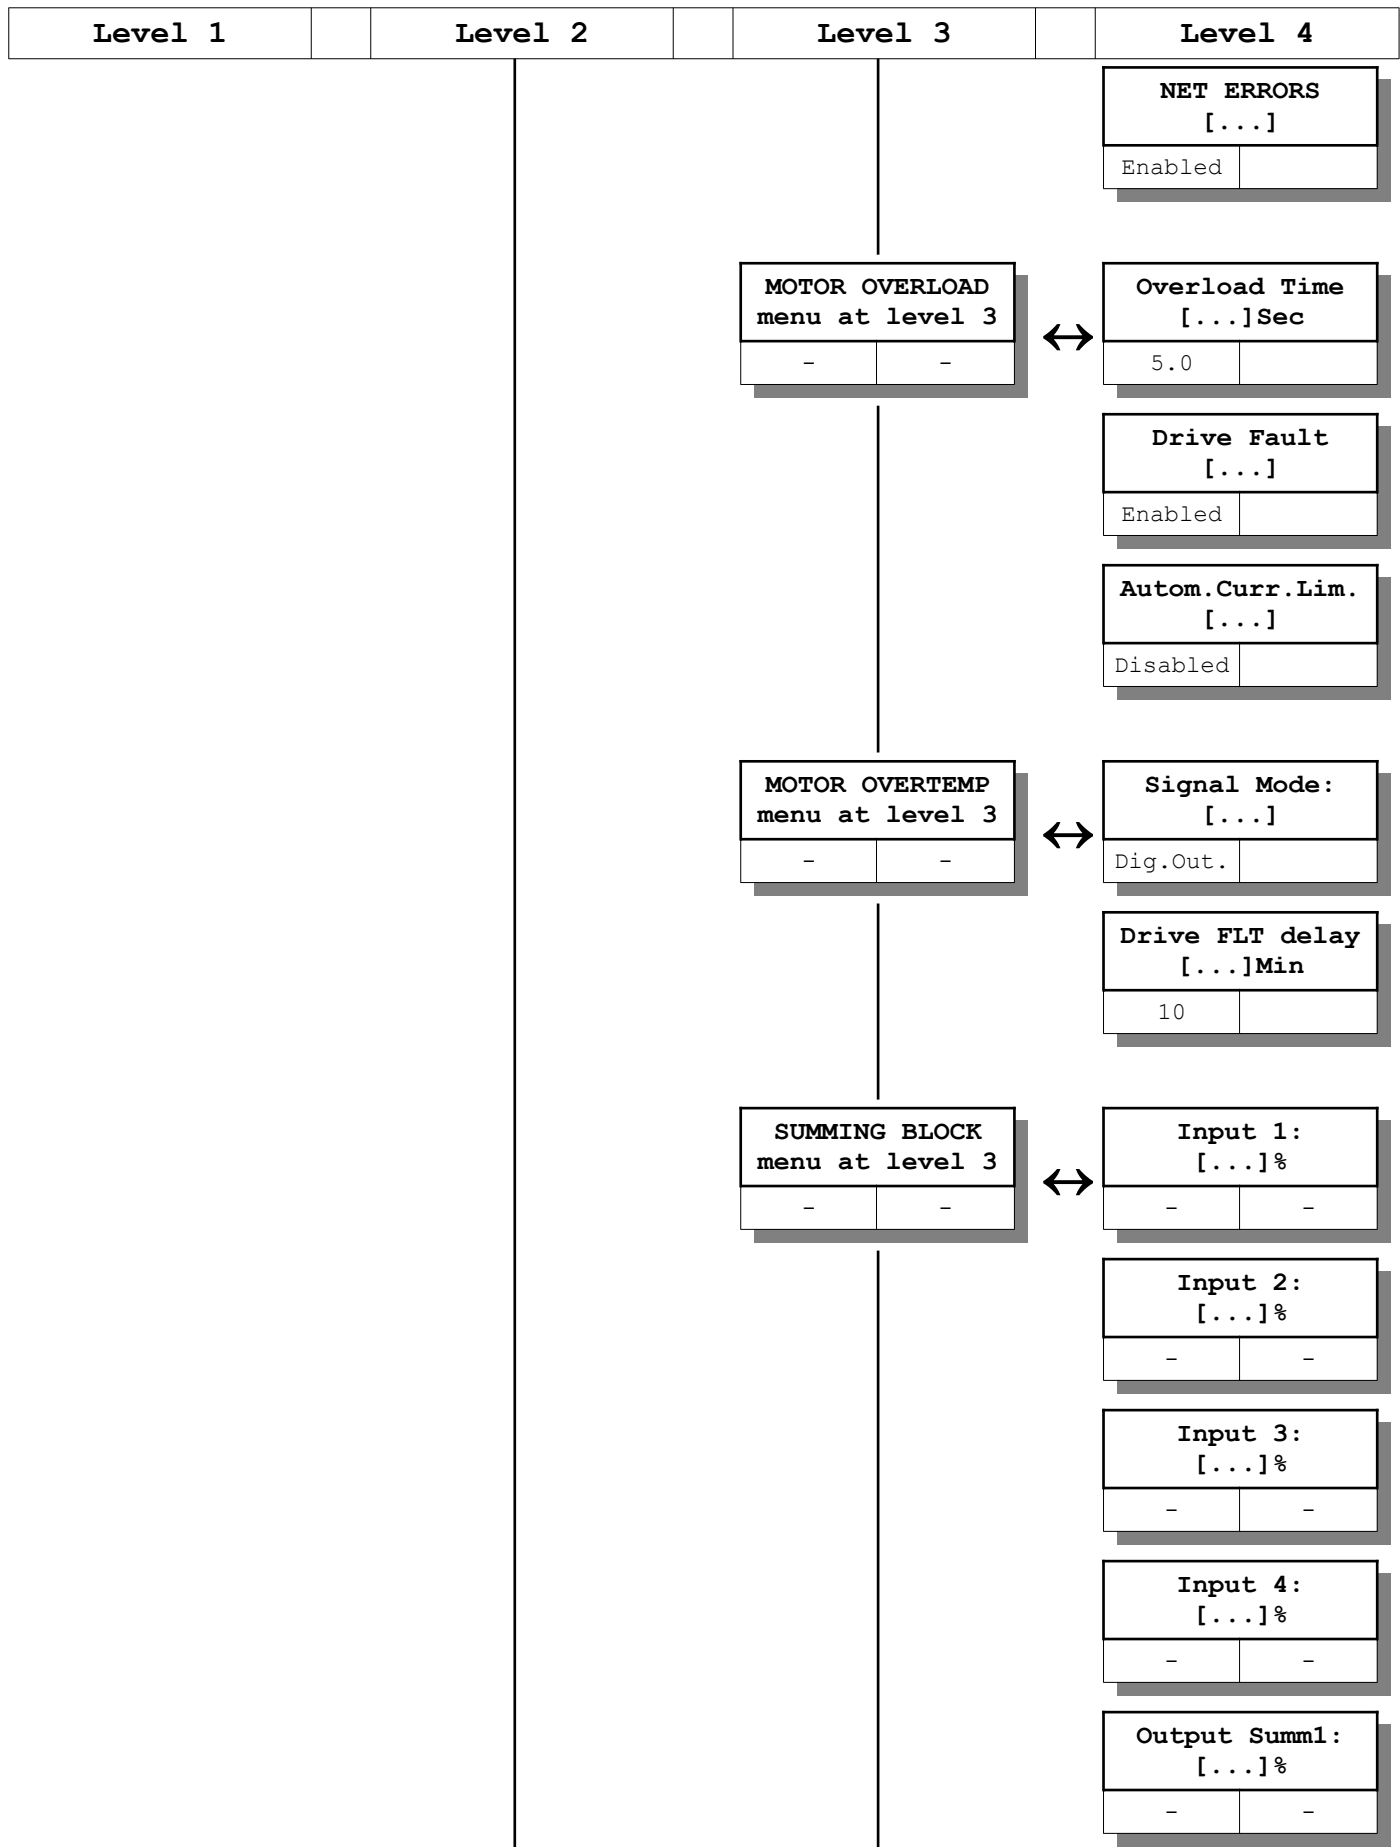 Level 1 Level 2 Level 3 Level 4
NET ERRORS
[...]
Enabled
MOTOR OVERLOAD
menu at level 3
- -
Overload Time
[...]Sec
5.0
Drive Fault
[...]
Enabled
Autom.Curr.Lim.
[...]
Disabled
MOTOR OVERTEMP
menu at level 3
- -
Signal Mode:
[...]
Dig.Out.
Drive FLT delay
[...]Min
10
SUMMING BLOCK
menu at level 3
- -
Input 1:
[...]%
- -
Input 2:
[...]%
- -
Input 3:
[...]%
- -
Input 4:
[...]%
- -
Output Summ1:
[...]%
- -